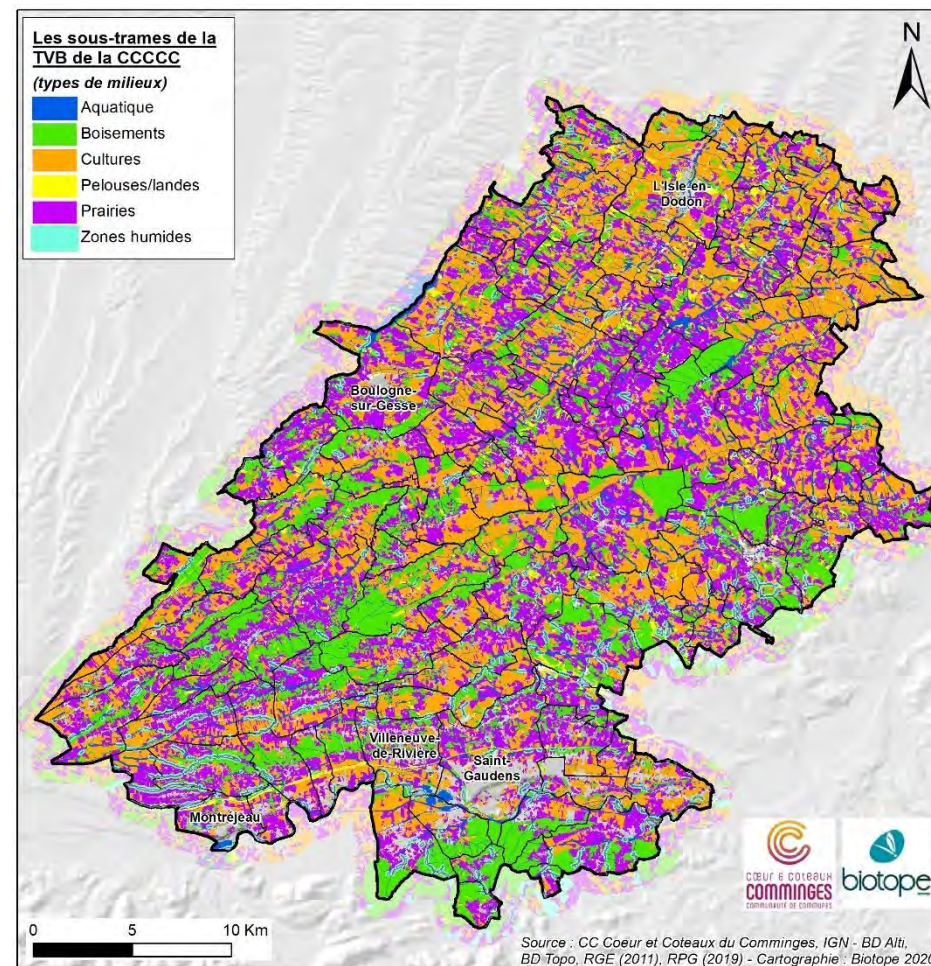 Les sous-trames de la
TVB de la CCCCC
(types de milieux)
Aquatique
Boisements
Cultures
Pelouses/landes
Prairies
Zones humides
N
L'Isle-en-
Dodon
Boulogne-
sur-Gesse
Villeneuve-
de-Rivière
Saint-
Gaudens
Montréjeau
0 5 10 Km
CŒUR & COTEAUX
COMMINGES
COMMUNAUTÉ DE COMMUNES
biotope
Source : CC Coeur et Coteaux du Comminges, IGN - BD Alti,
BD Topo, RGE (2011), RPG (2019) - Cartographie : Biotope 2020